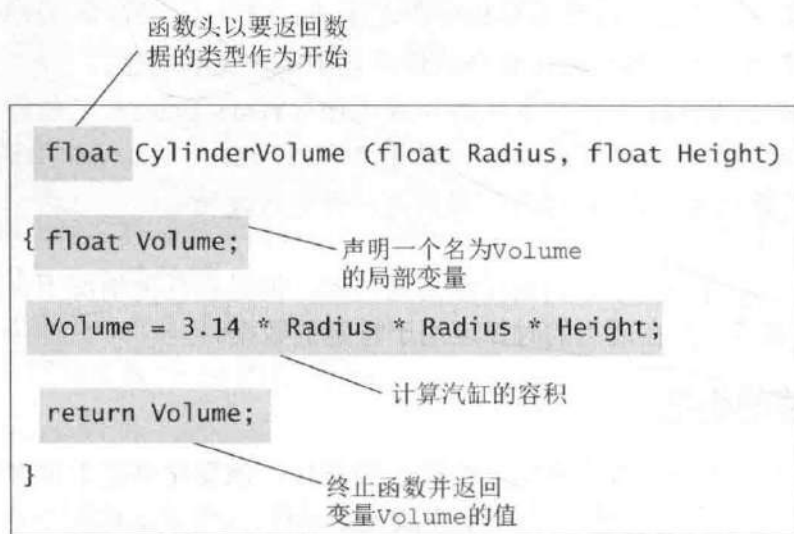 函数头以要返回数
据的类型作为开始
float CylinderVolume (float Radius, float Height)
{ float Volume;
声明一个名为Volume
的局部变量
Volume = 3.14 * Radius * Radius * Height;
计算汽缸的容积
return Volume;
}
终止函数并返回
变量Volume的值